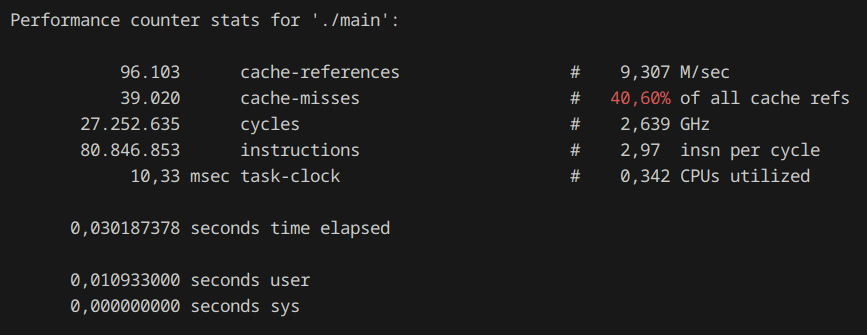 Performance counter stats for './main':
96.103 cache-references # 9,307 M/sec
39.020 cache-misses # 40,60% of all cache refs
27.252.635 cycles # 2,639 GHz
80.846.853 instructions # 2,97 insn per cycle
10,33 msec task-clock # 0,342 CPUs utilized
0,030187378 seconds time elapsed
0,010933000 seconds user
0,000000000 seconds sys